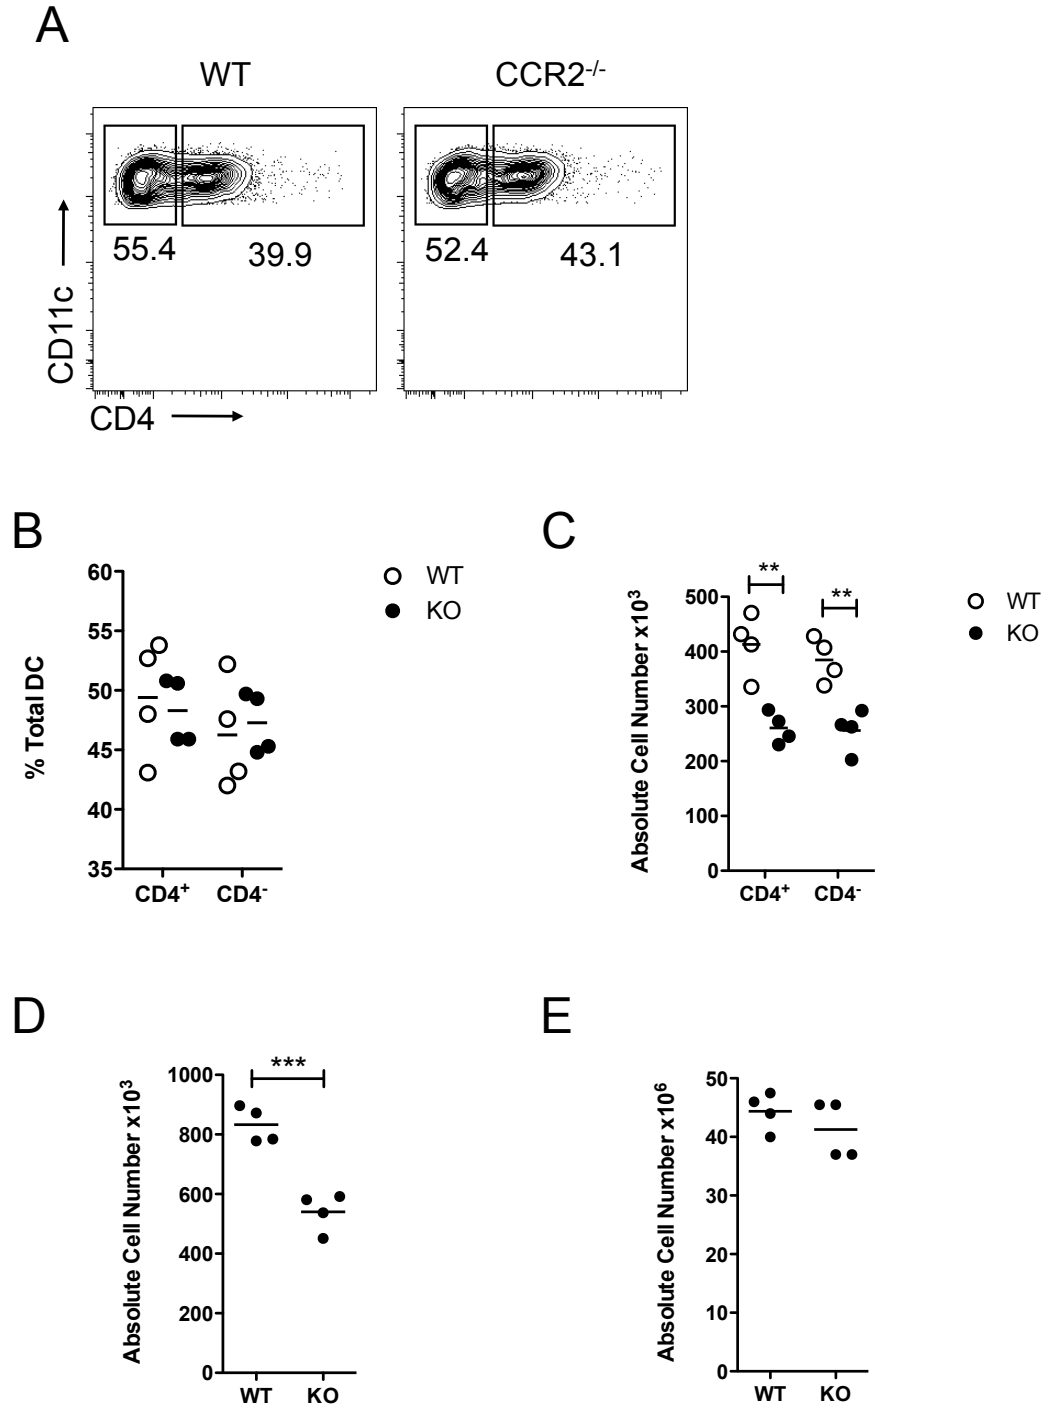 A
WT
CCR2-/-
55.4
39.9
52.4
43.1
CD11c
CD4
B
60
55
50
45
40
35
% Total DC
CD4+
CD4-
WT
KO
C
**
**
500
400
300
200
100
0
Absolute Cell Number x10³
CD4+
CD4-
WT
KO
D
***
1000
800
600
400
200
0
Absolute Cell Number x10³
WT
KO
E
50
40
30
20
10
0
Absolute Cell Number x10⁶
WT
KO